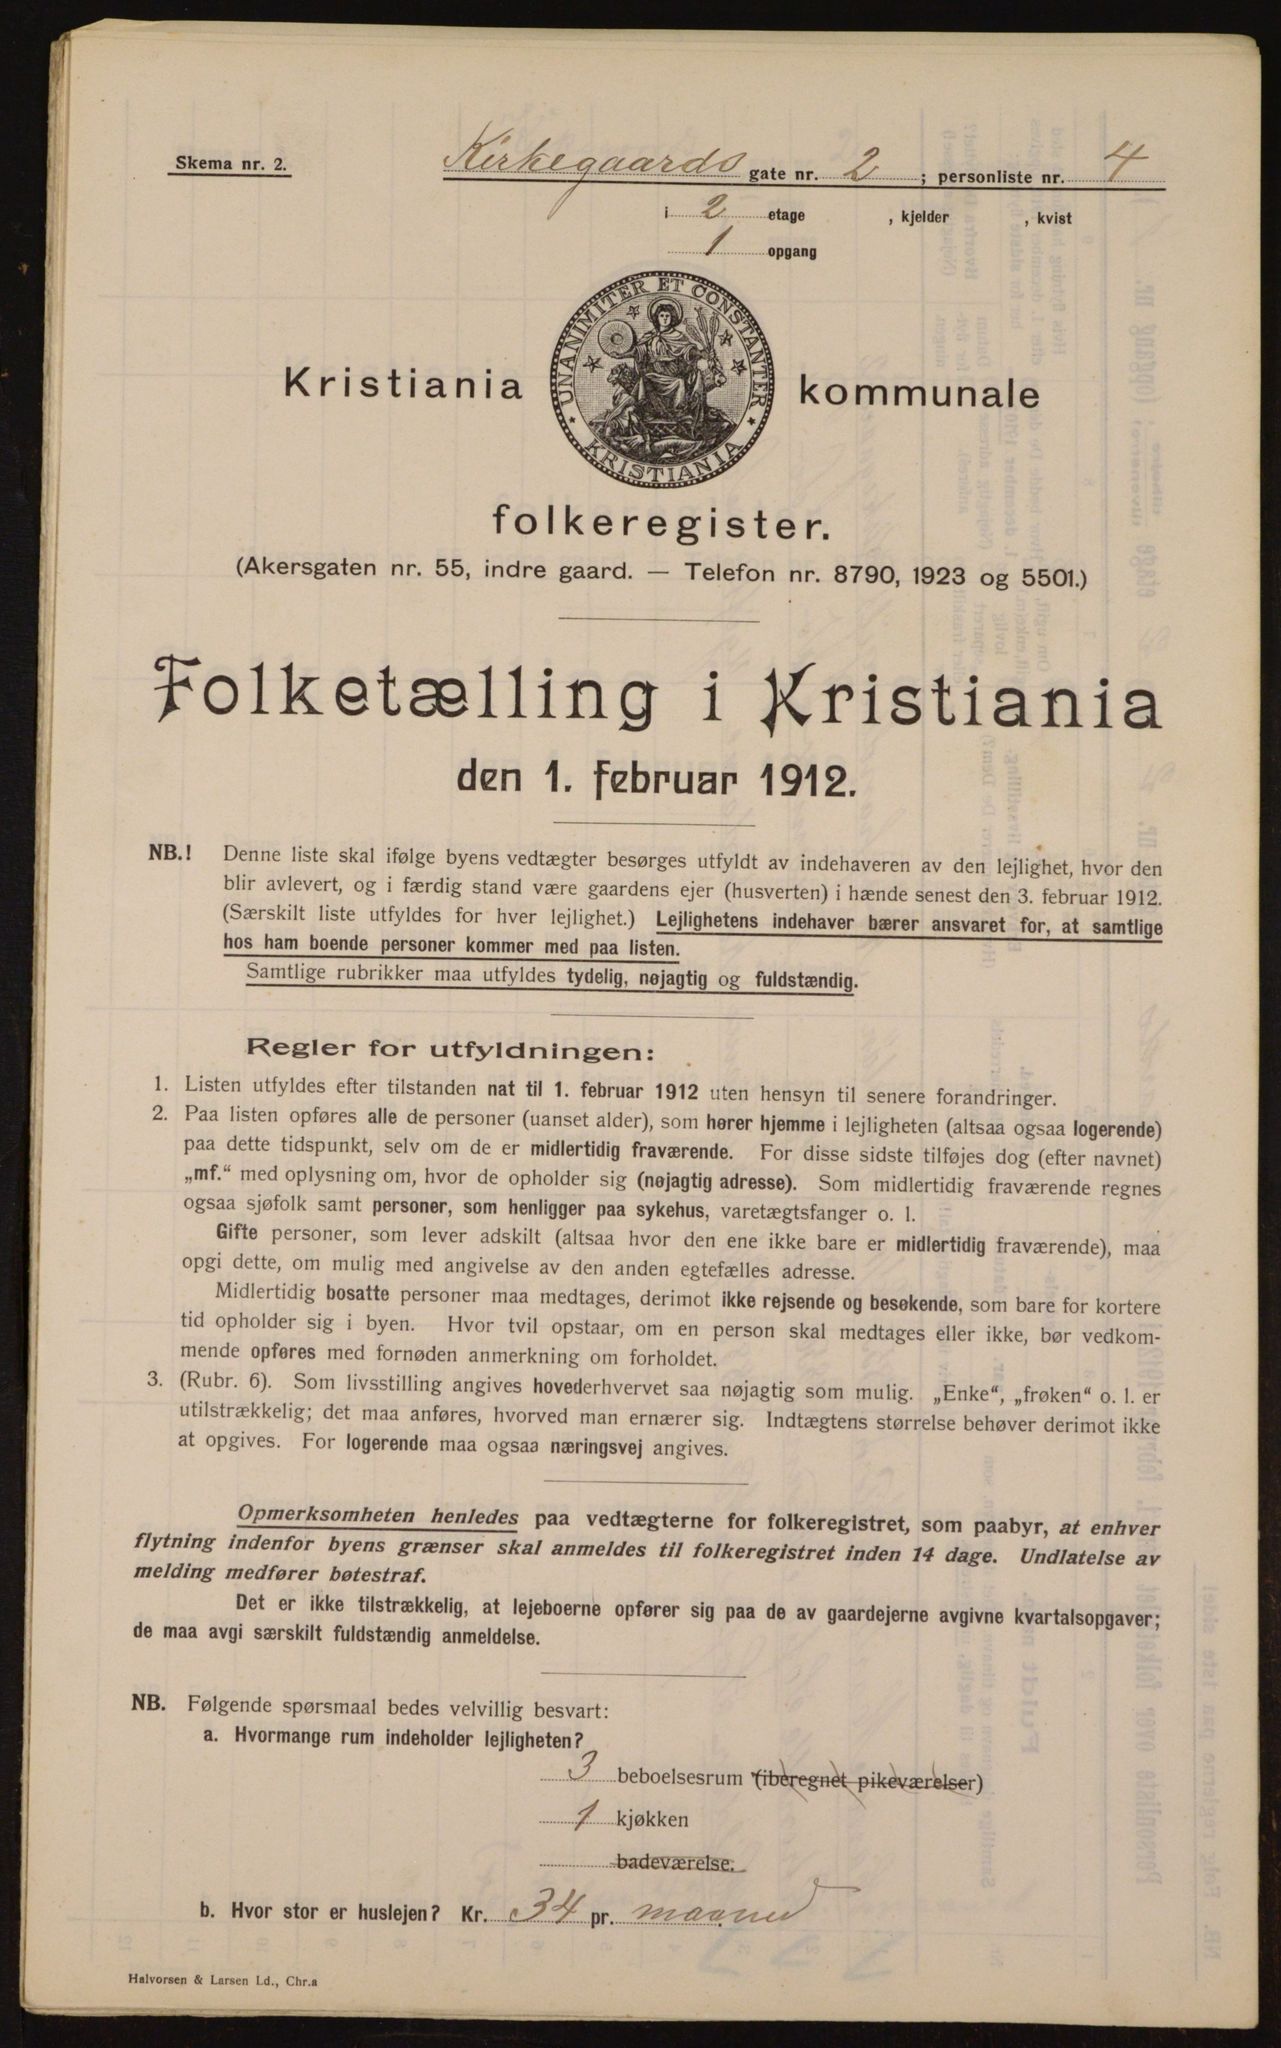 Skema nr. 2.
Kirkegaards gate nr. 2 ; personliste nr. 4
i 2 etage , kjelder , kvist
1 opgang
UNANIMITER ET CONSTANTER
KRISTIANIA
Kristiania kommunale
folkeregister.
(Akersgaten nr. 55, indre gaard. — Telefon nr. 8790, 1923 og 5501.)
Folketælling i Kristiania
den 1. februar 1912.
NB.! Denne liste skal ifølge byens vedtægter besørges utfyldt av indehaveren av den lejlighet, hvor den
blir avlevert, og i færdig stand være gaardens ejer (husverten) i hænde senest den 3. februar 1912.
(Særskilt liste utfyldes for hver lejlighet.) Lejlighetens indehaver bærer ansvaret for, at samtlige
hos ham boende personer kommer med paa listen.
Samtlige rubrikker maa utfyldes tydelig, nøjagtig og fuldstændig.
Regler for utfyldningen:
1. Listen utfyldes efter tilstanden nat til 1. februar 1912 uten hensyn til senere forandringer.
2. Paa listen opføres alle de personer (uanset alder), som hører hjemme i lejligheten (altsaa ogsaa logerende)
paa dette tidspunkt, selv om de er midlertidig fraværende. For disse sidste tilføjes dog (efter navnet)
„mf.“ med oplysning om, hvor de opholder sig (nøjagtig adresse). Som midlertidig fraværende regnes
ogsaa sjøfolk samt personer, som henligger paa sykehus, varetægtsfanger o. l.
Gifte personer, som lever adskilt (altsaa hvor den ene ikke bare er midlertidig fraværende), maa
opgi dette, om mulig med angivelse av den anden egtefælles adresse.
Midlertidig bosatte personer maa medtages, derimot ikke rejsende og besøkende, som bare for kortere
tid opholder sig i byen. Hvor tvil opstaar, om en person skal medtages eller ikke, bør vedkom-
mende opføres med fornøden anmerkning om forholdet.
3. (Rubr. 6). Som livsstilling angives hovederhvervet saa nøjagtig som mulig. „Enke“, „frøken“ o. l. er
utilstrækkelig; det maa anføres, hvorved man ernærer sig. Indtægtens størrelse behøver derimot ikke
at opgives. For logerende maa ogsaa næringsvej angives.
Opmerksomheten henledes paa vedtægterne for folkeregistret, som paabyr, at enhver
flytning indenfor byens grænser skal anmeldes til folkeregistret inden 14 dage. Undlatelse av
melding medfører bøtestraf.
Det er ikke tilstrækkelig, at lejeboerne opfører sig paa de av gaardejerne avgivne kvartalsopgaver;
de maa avgi særskilt fuldstændig anmeldelse.
NB. Følgende spørsmaal bedes velvillig besvart:
a. Hvormange rum indeholder lejligheten?
3 beboelsesrum (iberegnet pikeværelser)
1 kjøkken
badeværelse.
b. Hvor stor er huslejen? Kr. 34 pr. maaned
Halvorsen & Larsen Ld., Chr.a